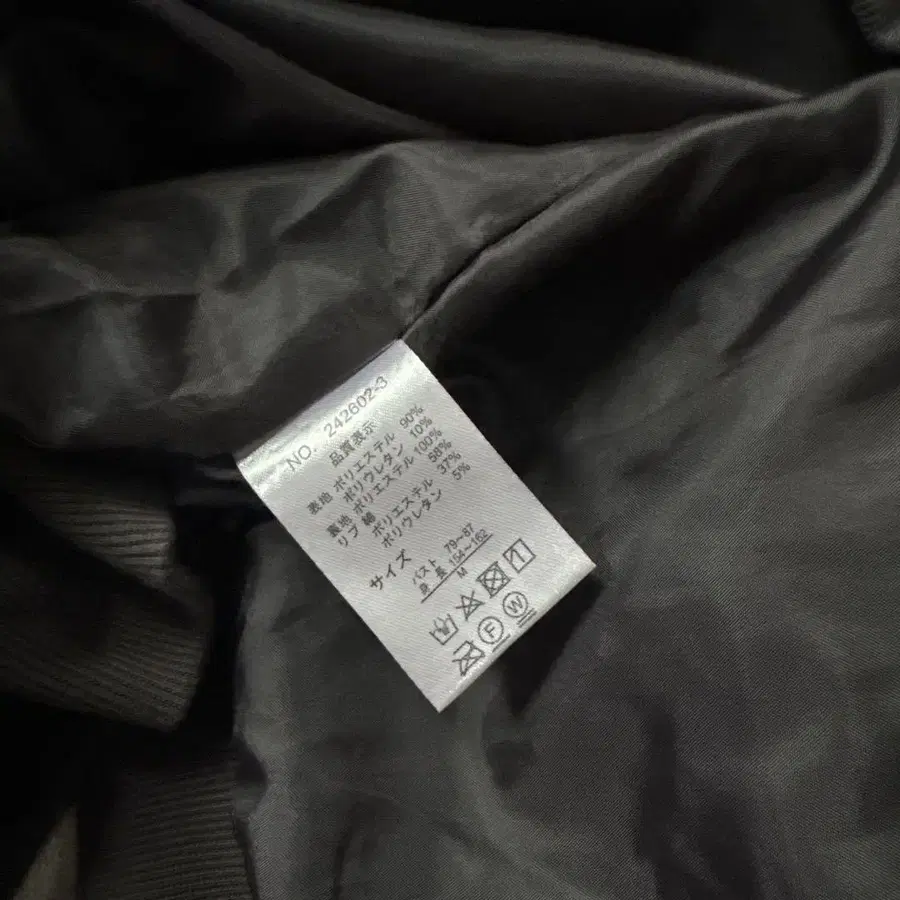 NO. 242602-3
品質表示
表地 ポリエステル 90%
ポリウレタン 10%
裏地 ポリエステル 100%
リブ 綿 58%
ポリエステル 37%
ポリウレタン 5%
サイズ
バスト 79~87
身長 154~162
M
F W